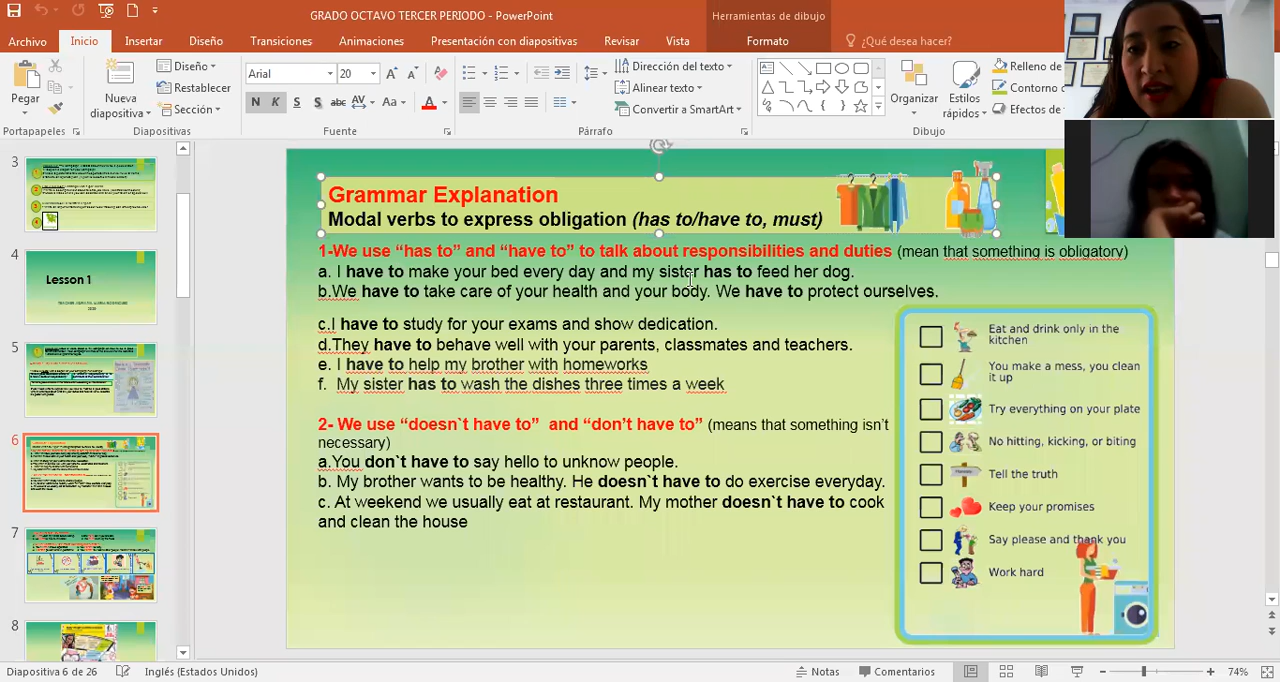 GRADO OCTAVO TERCER PERIODO - PowerPoint
Herramientas de dibujo
Archivo Inicio Insertar Diseño Transiciones Animaciones Presentación con diapositivas Revisar Vista Formato ¿Qué desea hacer?
Pegar
Nueva diapositiva
Diseño
Restablecer
Sección
Arial 20
N K S S abc AV Aa A
Dirección del texto
Alinear texto
Convertir a SmartArt
Organizar
Estilos rápidos
Relleno de
Contorno
Efectos de
Portapapeles Diapositivas Fuente Párrafo Dibujo
3
4
Lesson 1
5
6
7
8
Grammar Explanation
Modal verbs to express obligation (has to/have to, must)
1-We use “has to” and “have to” to talk about responsibilities and duties (mean that something is obligatory)
a. I have to make your bed every day and my sister has to feed her dog.
b.We have to take care of your health and your body. We have to protect ourselves.
c.I have to study for your exams and show dedication.
d.They have to behave well with your parents, classmates and teachers.
e. I have to help my brother with homeworks
f. My sister has to wash the dishes three times a week
2- We use “doesn`t have to” and “don’t have to” (means that something isn’t
necessary)
a.You don`t have to say hello to unknow people.
b. My brother wants to be healthy. He doesn`t have to do exercise everyday.
c. At weekend we usually eat at restaurant. My mother doesn`t have to cook
and clean the house
Eat and drink only in the
kitchen
You make a mess, you clean
it up
Try everything on your plate
No hitting, kicking, or biting
Tell the truth
Keep your promises
Say please and thank you
Work hard
Diapositiva 6 de 26 Inglés (Estados Unidos) Notas Comentarios 74%